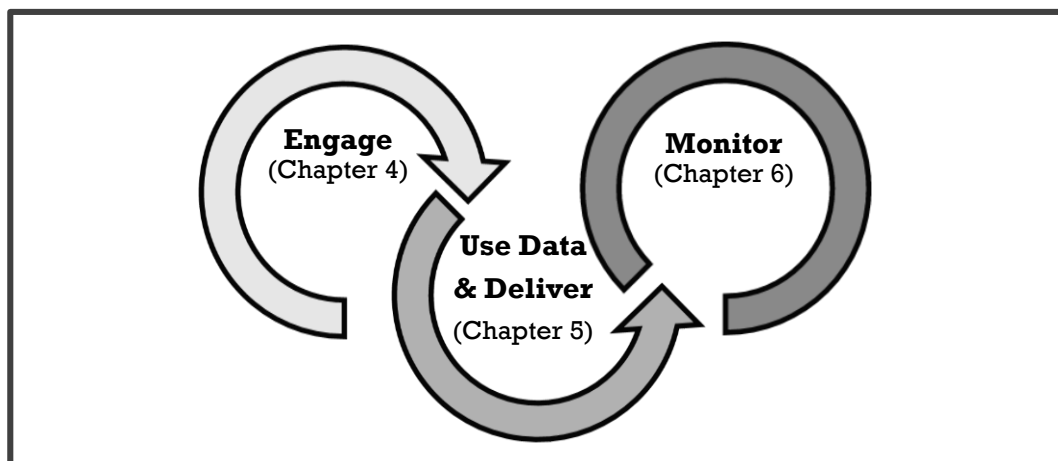 Engage
(Chapter 4)
Use Data
& Deliver
(Chapter 5)
Monitor
(Chapter 6)